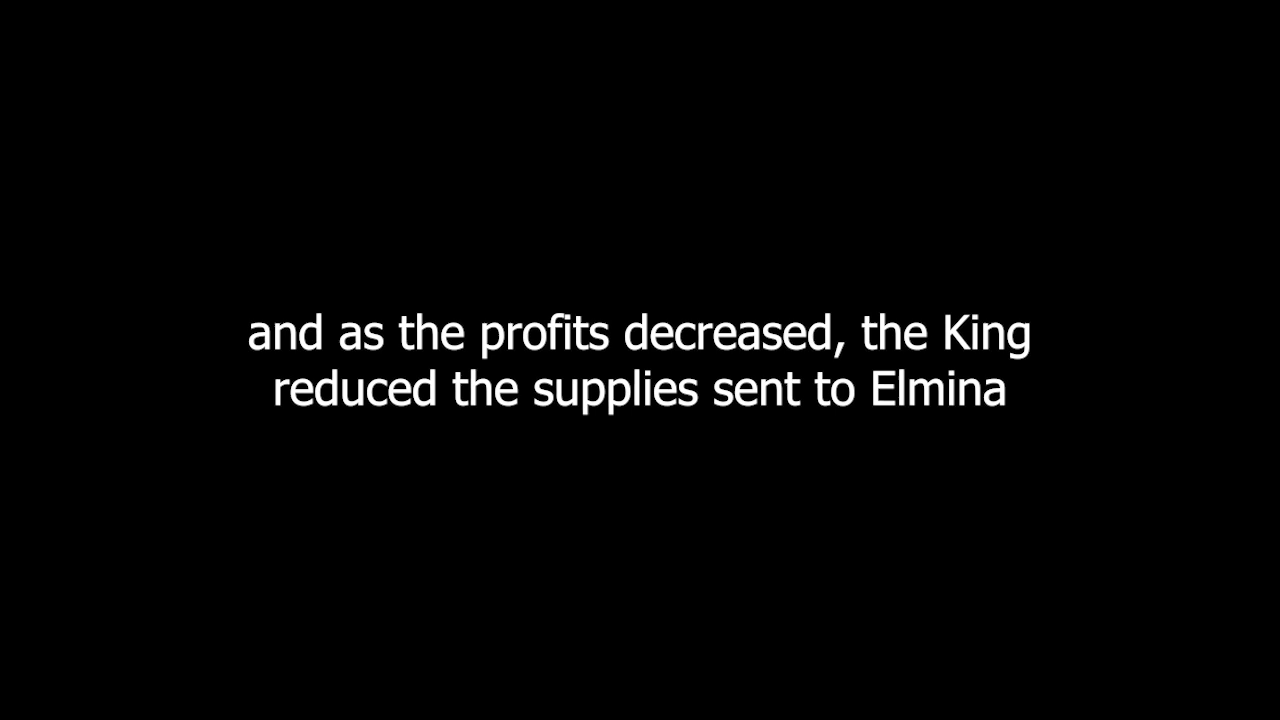 and as the profits decreased, the King
reduced the supplies sent to Elmina